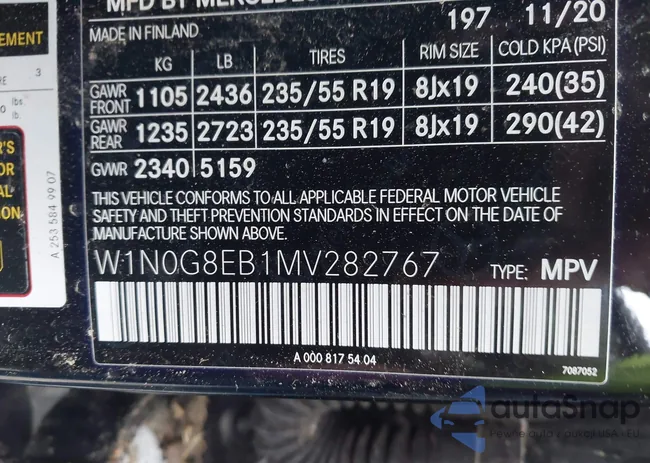 MFD BY MERCEDES
197 11/20
MADE IN FINLAND
KG LB TIRES RIM SIZE COLD KPA (PSI)
GAWR FRONT 1105 2436 235/55 R19 8Jx19 240(35)
GAWR REAR 1235 2723 235/55 R19 8Jx19 290(42)
GVWR 2340 5159
THIS VEHICLE CONFORMS TO ALL APPLICABLE FEDERAL MOTOR VEHICLE
SAFETY AND THEFT PREVENTION STANDARDS IN EFFECT ON THE DATE OF
MANUFACTURE SHOWN ABOVE.
W1N0G8EB1MV282767 TYPE: MPV
A 000 817 54 04
7087052
EMENT
3
lbs.
lb.
A 253 584 99 07
autoSnap